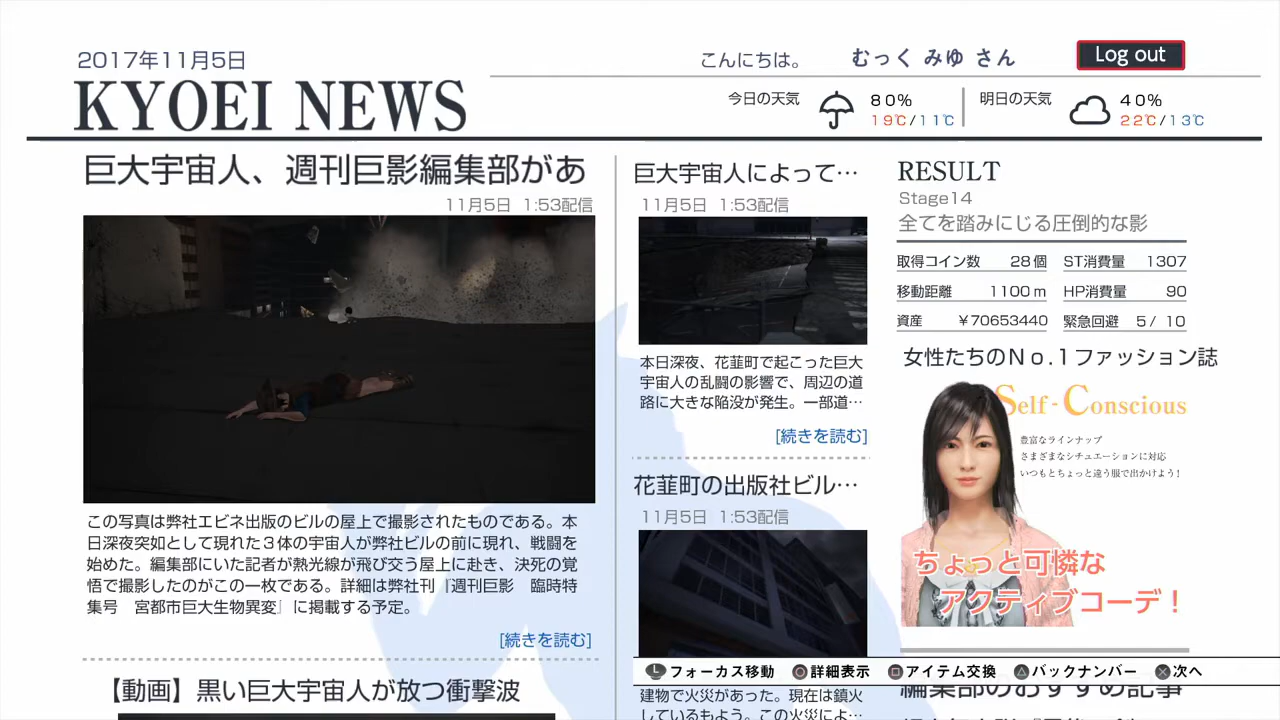 2017年11月5日
こんにちは。 むっく みゆ さん
Log out
KYOEI NEWS
今日の天気 80% 19℃/11℃
明日の天気 40% 22℃/13℃
巨大宇宙人、週刊巨影編集部があ
11月5日 1:53配信
この写真は弊社エビネ出版のビルの屋上で撮影されたものである。本
日深夜突如として現れた３体の宇宙人が弊社ビルの前に現れ、戦闘を
始めた。編集部にいた記者が熱光線が飛び交う屋上に赴き、決死の覚
悟で撮影したのがこの一枚である。詳細は弊社刊『週刊巨影　臨時特
集号　宮都市巨大生物異変』に掲載する予定。
[続きを読む]
【動画】黒い巨大宇宙人が放つ衝撃波
巨大宇宙人によって…
11月5日 1:53配信
本日深夜、花韮町で起こった巨大
宇宙人の乱闘の影響で、周辺の道
路に大きな陥没が発生。一部道…
[続きを読む]
花韮町の出版社ビル…
11月5日 1:53配信
建物で火災があった。現在は鎮火
しているもよう。この火災によ…
RESULT
Stage14
全てを踏みにじる圧倒的な影
取得コイン数 28個 ST消費量 1307
移動距離 1100m HP消費量 90
資産 ￥70653440 緊急回避 5/ 10
女性たちのＮｏ.１ファッション誌
Self-Conscious
豊富なラインナップ
さまざまなシチュエーションに対応
いつもとちょっと違う服で出かけよう！
ちょっと可憐な
アクティブコーデ！
編集部のおすすめ記事
L フォーカス移動 ○詳細表示 □アイテム交換 △バックナンバー ×次へ